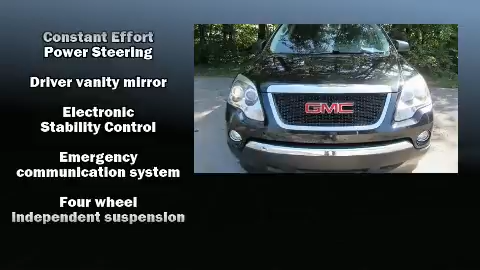 Constant Effort
Power Steering
Driver vanity mirror
Electronic
Stability Control
Emergency
communication system
Four wheel
Independent suspension
GMC